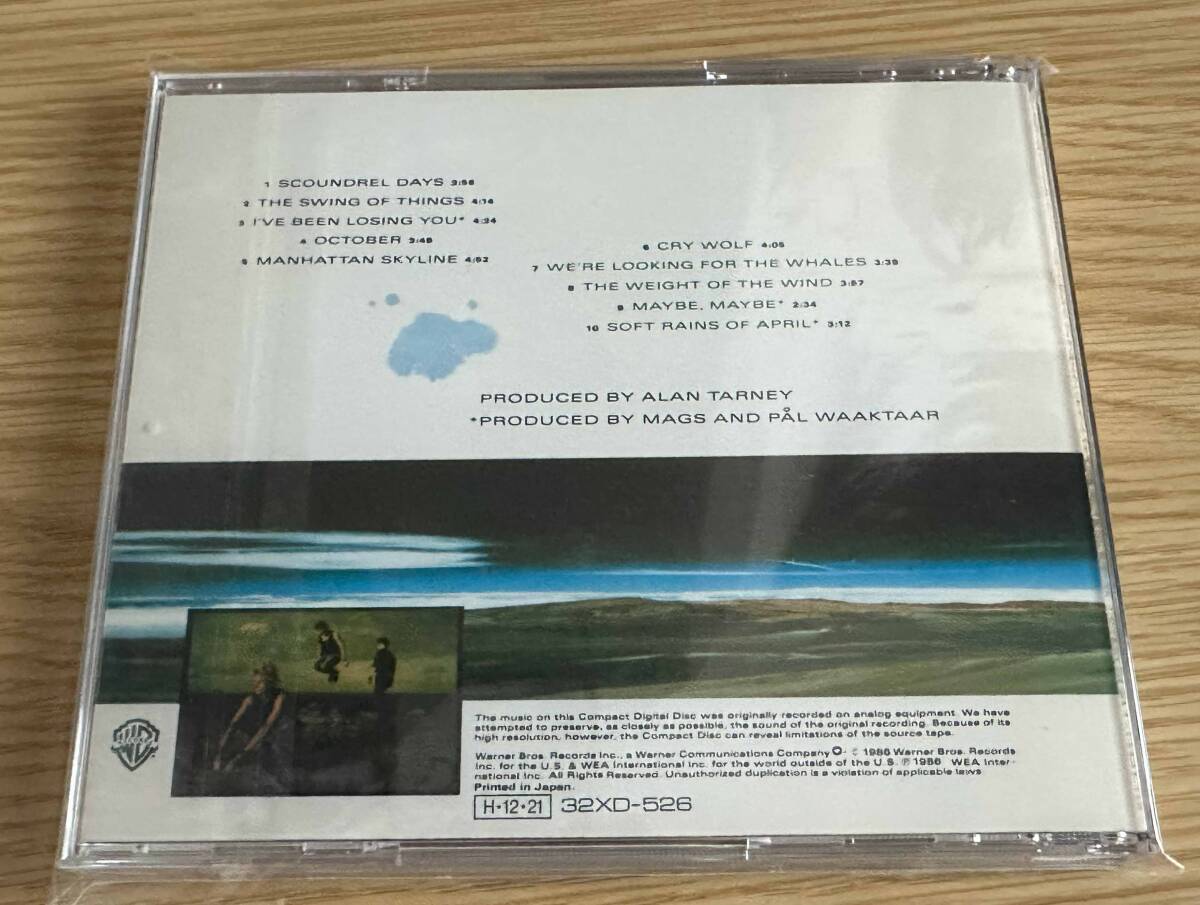 1 SCOUNDREL DAYS 3:56
2 THE SWING OF THINGS 4:14
3 I'VE BEEN LOSING YOU* 4:24
4 OCTOBER 3:48
5 MANHATTAN SKYLINE 4:52
6 CRY WOLF 4:05
7 WE'RE LOOKING FOR THE WHALES 3:39
8 THE WEIGHT OF THE WIND 3:57
9 MAYBE, MAYBE* 2:34
10 SOFT RAINS OF APRIL* 3:12
PRODUCED BY ALAN TARNEY
*PRODUCED BY MAGS AND PÅL WAAKTAAR
The music on this Compact Digital Disc was originally recorded on analog equipment. We have
attempted to preserve, as closely as possible, the sound of the original recording. Because of its
high resolution, however, the Compact Disc can reveal limitations of the source tape.
Warner Bros. Records Inc., a Warner Communications Company © 1986 Warner Bros. Records
Inc. for the U.S. & WEA International Inc. for the world outside of the U.S. ℗ 1986 WEA Inter-
national Inc. All Rights Reserved. Unauthorized duplication is a violation of applicable laws
Printed in Japan.
H·12·21 32XD-526